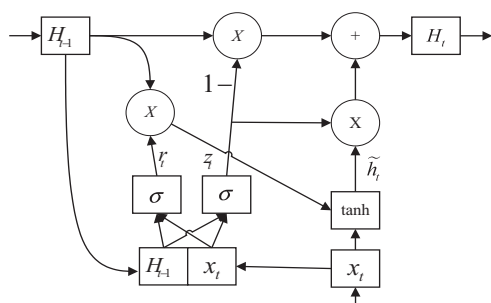 H_{t-1} X + H_t
1−
X X
r_t z_t h̃_t
σ σ tanh
H_{t-1} x_t x_t